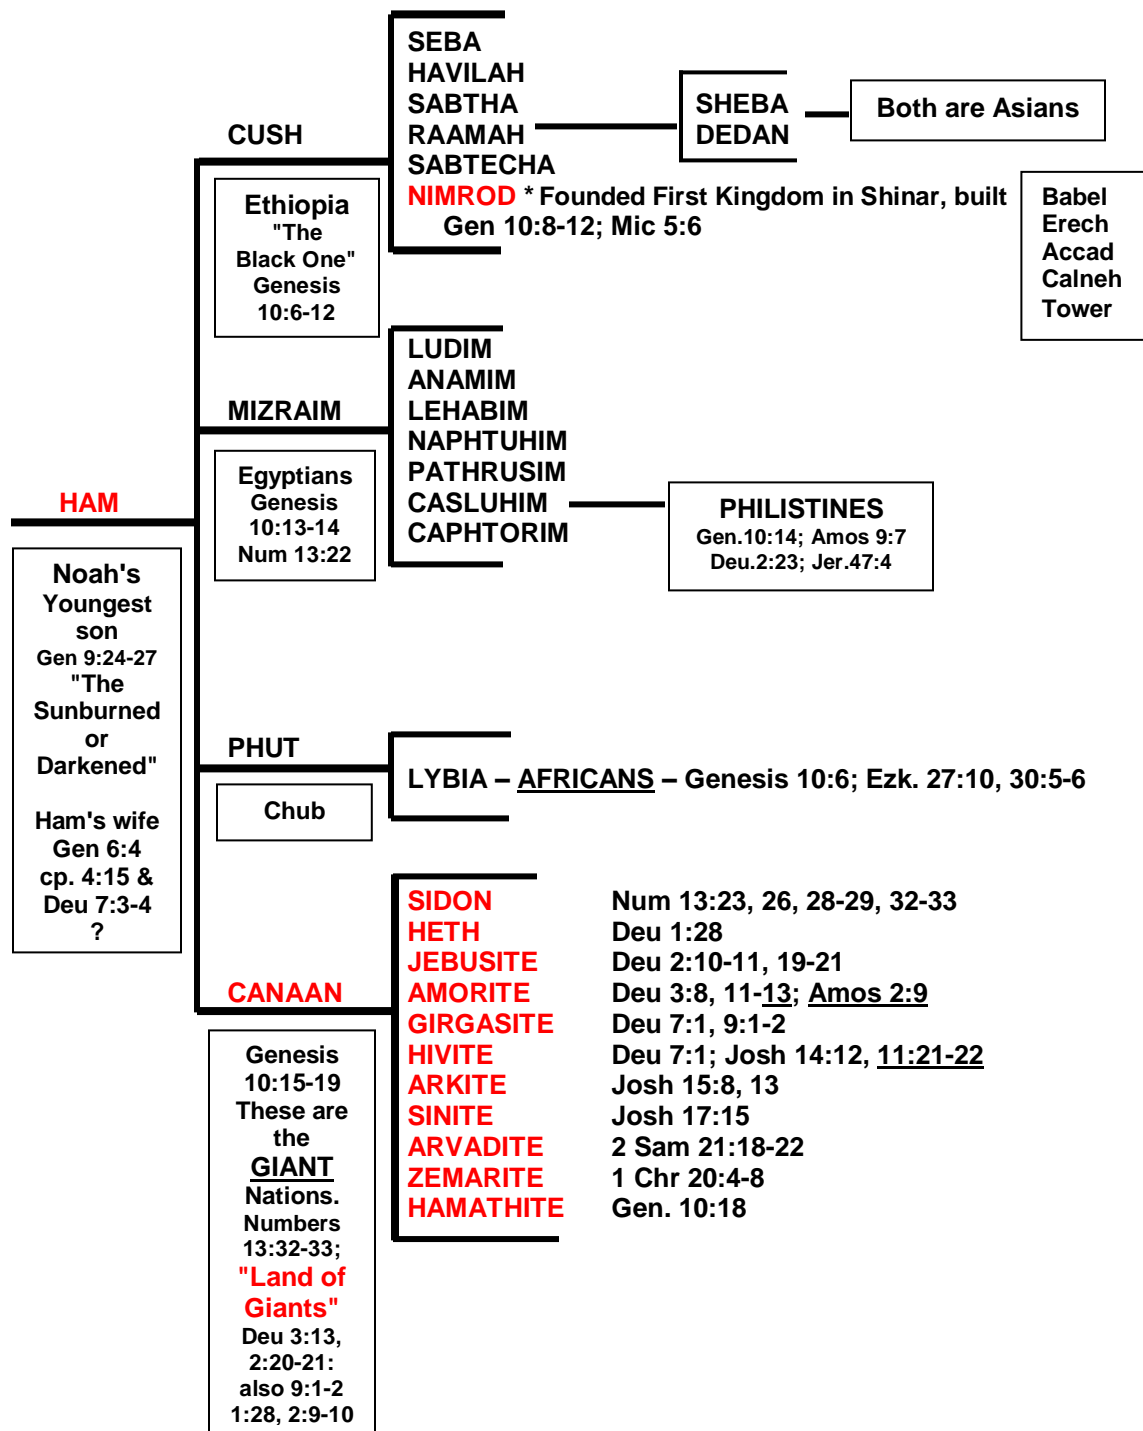 SEBA
HAVILAH
SABTHA
RAAMAH
SABTECHA
NIMROD * Founded First Kingdom in Shinar, built
Gen 10:8-12; Mic 5:6
SHEBA
DEDAN
Both are Asians
Babel
Erech
Accad
Calneh
Tower
CUSH
Ethiopia
"The
Black One"
Genesis
10:6-12
LUDIM
ANAMIM
LEHABIM
NAPHTUHIM
PATHRUSIM
CASLUHIM
CAPHTORIM
PHILISTINES
Gen.10:14; Amos 9:7
Deu.2:23; Jer.47:4
MIZRAIM
Egyptians
Genesis
10:13-14
Num 13:22
HAM
Noah's
Youngest
son
Gen 9:24-27
"The
Sunburned
or
Darkened"
Ham's wife
Gen 6:4
cp. 4:15 &
Deu 7:3-4
?
PHUT
Chub
LYBIA – AFRICANS – Genesis 10:6; Ezk. 27:10, 30:5-6
CANAAN
Genesis
10:15-19
These are
the
GIANT
Nations.
Numbers
13:32-33;
"Land of
Giants"
Deu 3:13,
2:20-21:
also 9:1-2
1:28, 2:9-10
SIDON Num 13:23, 26, 28-29, 32-33
HETH Deu 1:28
JEBUSITE Deu 2:10-11, 19-21
AMORITE Deu 3:8, 11-13; Amos 2:9
GIRGASITE Deu 7:1, 9:1-2
HIVITE Deu 7:1; Josh 14:12, 11:21-22
ARKITE Josh 15:8, 13
SINITE Josh 17:15
ARVADITE 2 Sam 21:18-22
ZEMARITE 1 Chr 20:4-8
HAMATHITE Gen. 10:18